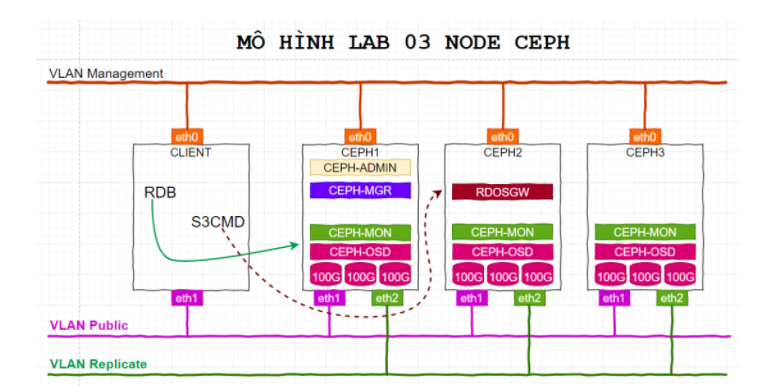 MÔ HÌNH LAB 03 NODE CEPH
VLAN Management
eth0 eth0 eth0 eth0
CLIENT CEPH1 CEPH2 CEPH3
CEPH-ADMIN
RDB CEPH-MGR RDOSGW
S3CMD
CEPH-MON CEPH-MON CEPH-MON
CEPH-OSD CEPH-OSD CEPH-OSD
100G 100G 100G 100G 100G 100G 100G 100G 100G
eth1 eth1 eth2 eth1 eth2 eth1 eth2
VLAN Public
VLAN Replicate